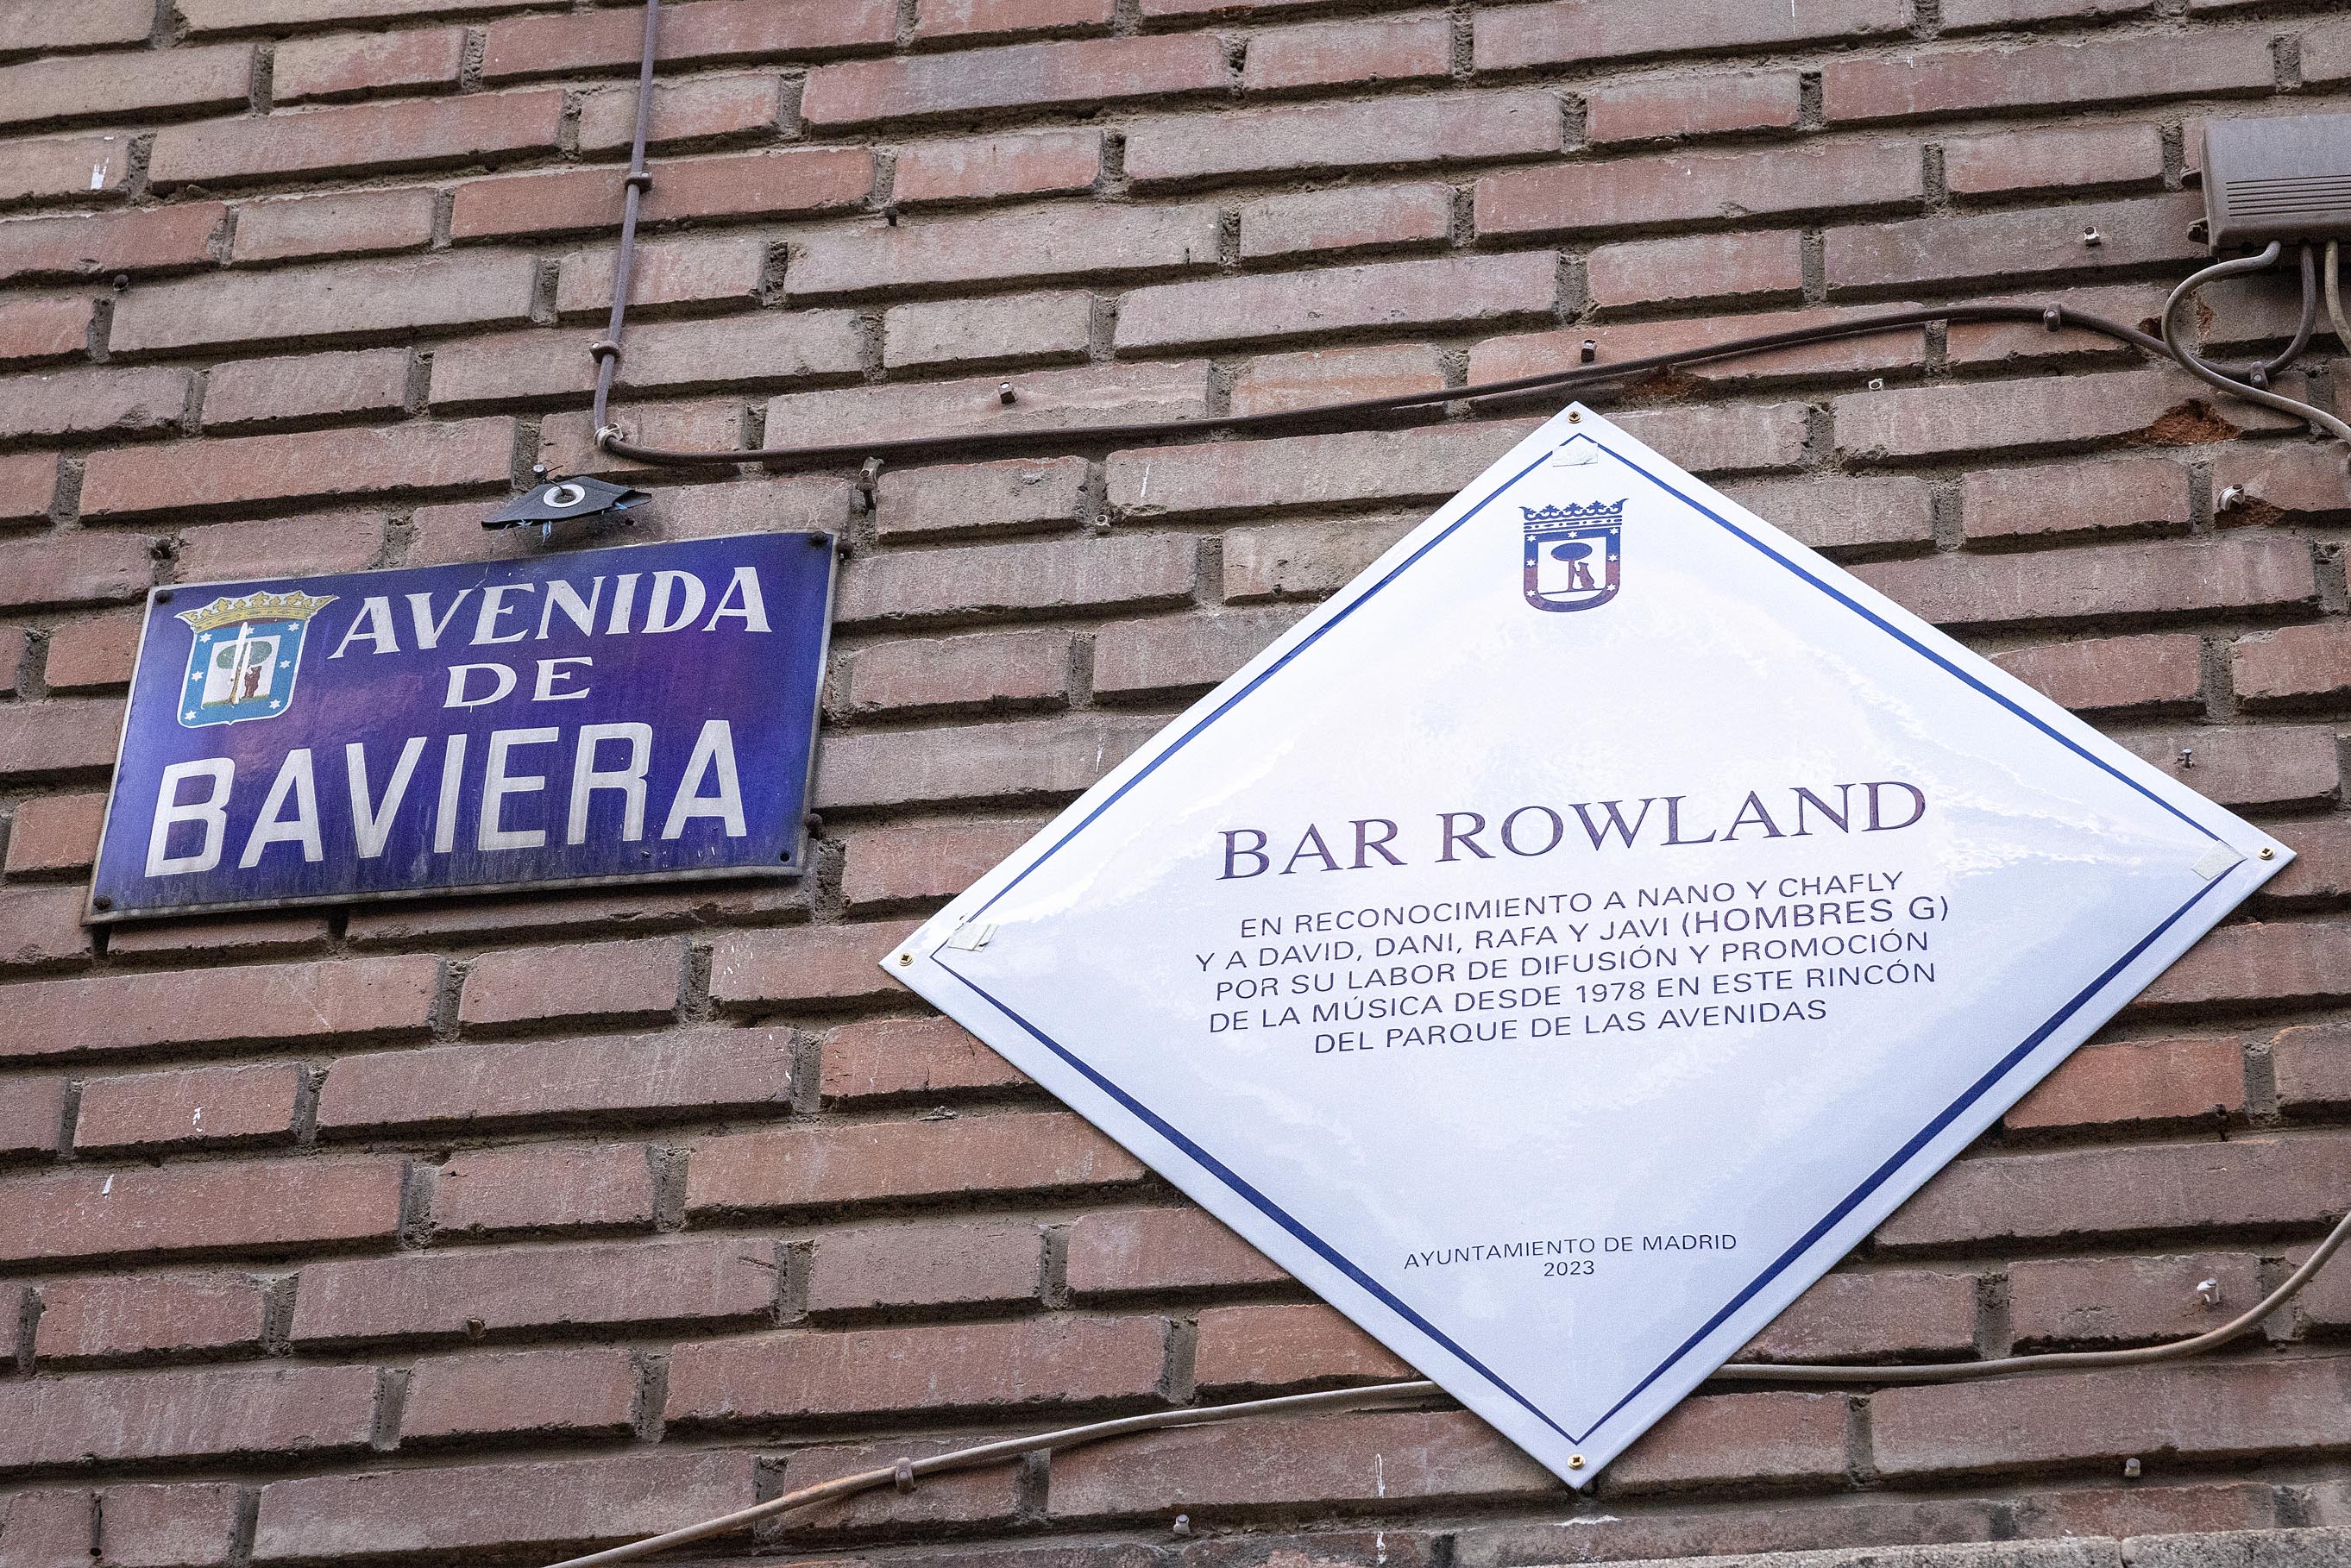 AVENIDA
DE
BAVIERA
BAR ROWLAND
EN RECONOCIMIENTO A NANO Y CHAFLY
Y A DAVID, DANI, RAFA Y JAVI (HOMBRES G)
POR SU LABOR DE DIFUSIÓN Y PROMOCIÓN
DE LA MÚSICA DESDE 1978 EN ESTE RINCÓN
DEL PARQUE DE LAS AVENIDAS
AYUNTAMIENTO DE MADRID
2023